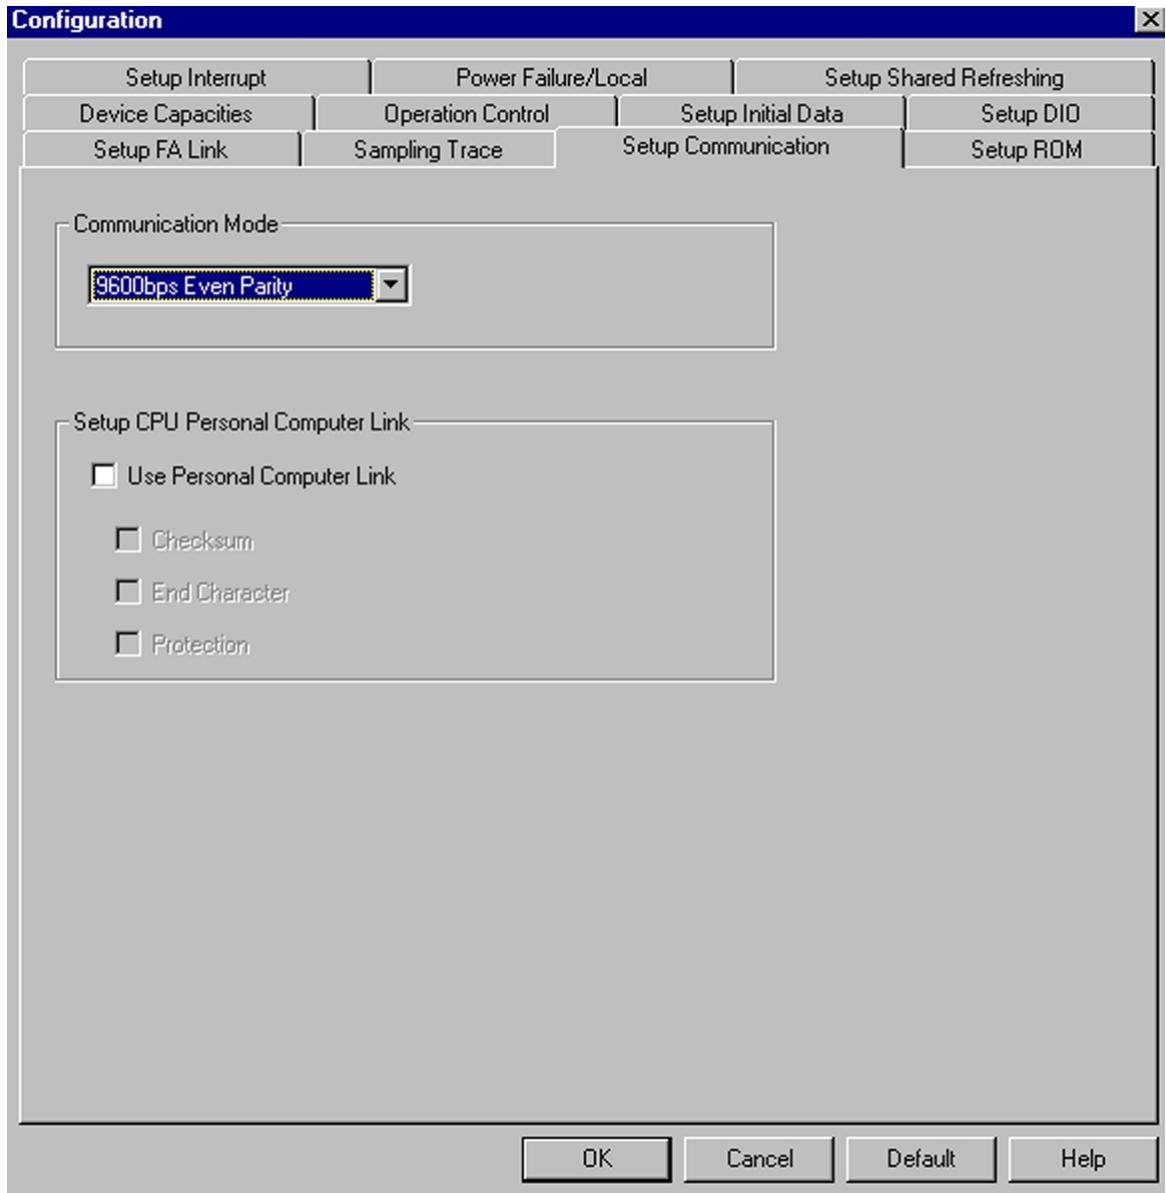 Configuration
Setup Interrupt Power Failure/Local Setup Shared Refreshing
Device Capacities Operation Control Setup Initial Data Setup DIO
Setup FA Link Sampling Trace Setup Communication Setup ROM
Communication Mode
9600bps Even Parity
Setup CPU Personal Computer Link
Use Personal Computer Link
Checksum
End Character
Protection
OK Cancel Default Help